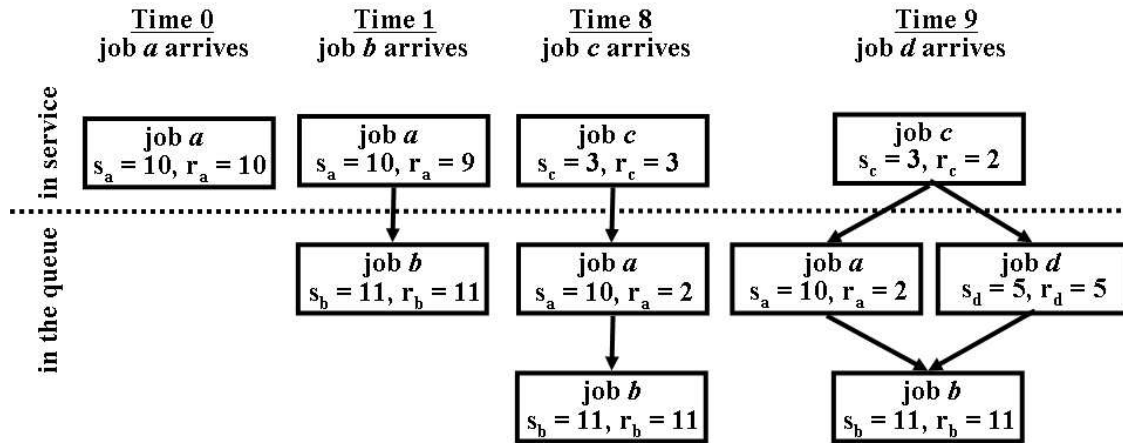 Time 0
job a arrives
Time 1
job b arrives
Time 8
job c arrives
Time 9
job d arrives
in service
job a
s_a = 10, r_a = 10
job a
s_a = 10, r_a = 9
job c
s_c = 3, r_c = 3
job c
s_c = 3, r_c = 2
in the queue
job b
s_b = 11, r_b = 11
job a
s_a = 10, r_a = 2
job a
s_a = 10, r_a = 2
job d
s_d = 5, r_d = 5
job b
s_b = 11, r_b = 11
job b
s_b = 11, r_b = 11